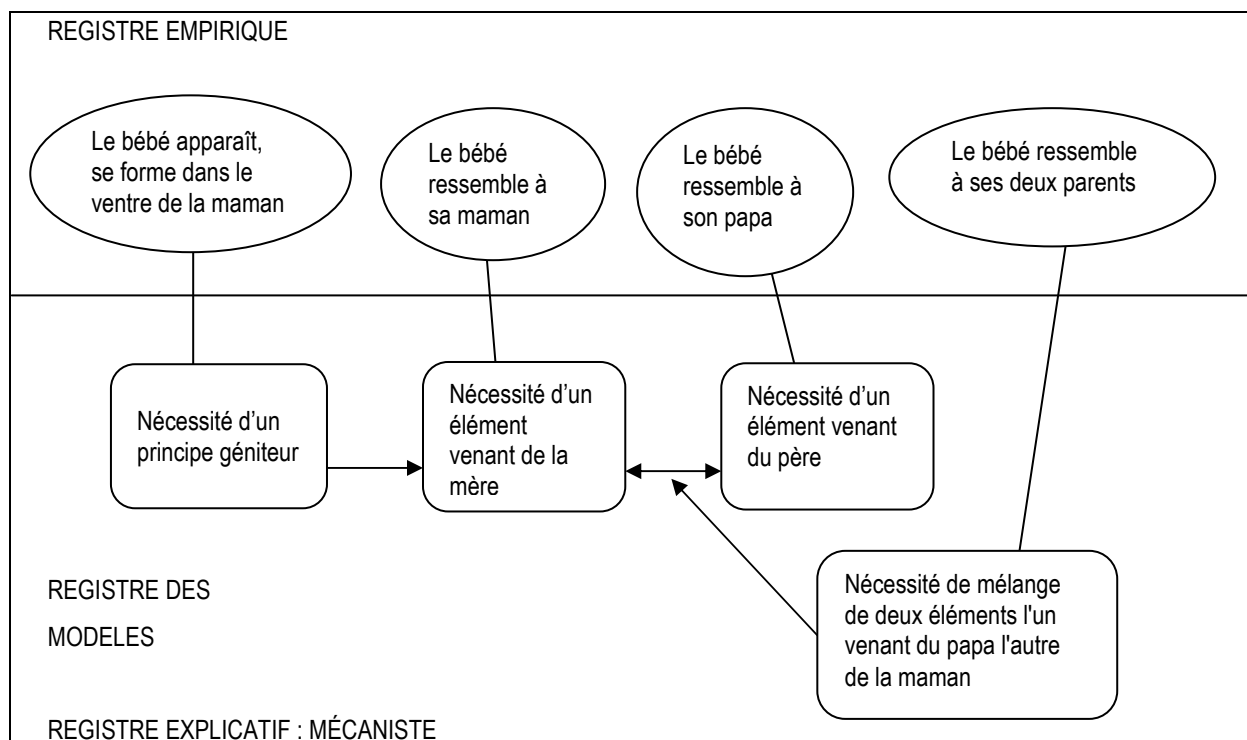 REGISTRE EMPIRIQUE
Le bébé apparaît,
se forme dans le
ventre de la maman
Le bébé
ressemble à
sa maman
Le bébé
ressemble à
son papa
Le bébé ressemble
à ses deux parents
Nécessité d’un
principe géniteur
Nécessité d’un
élément
venant de la
mère
Nécessité d’un
élément venant
du père
Nécessité de mélange
de deux éléments l'un
venant du papa l'autre
de la maman
REGISTRE DES
MODELES
REGISTRE EXPLICATIF : MÉCANISTE